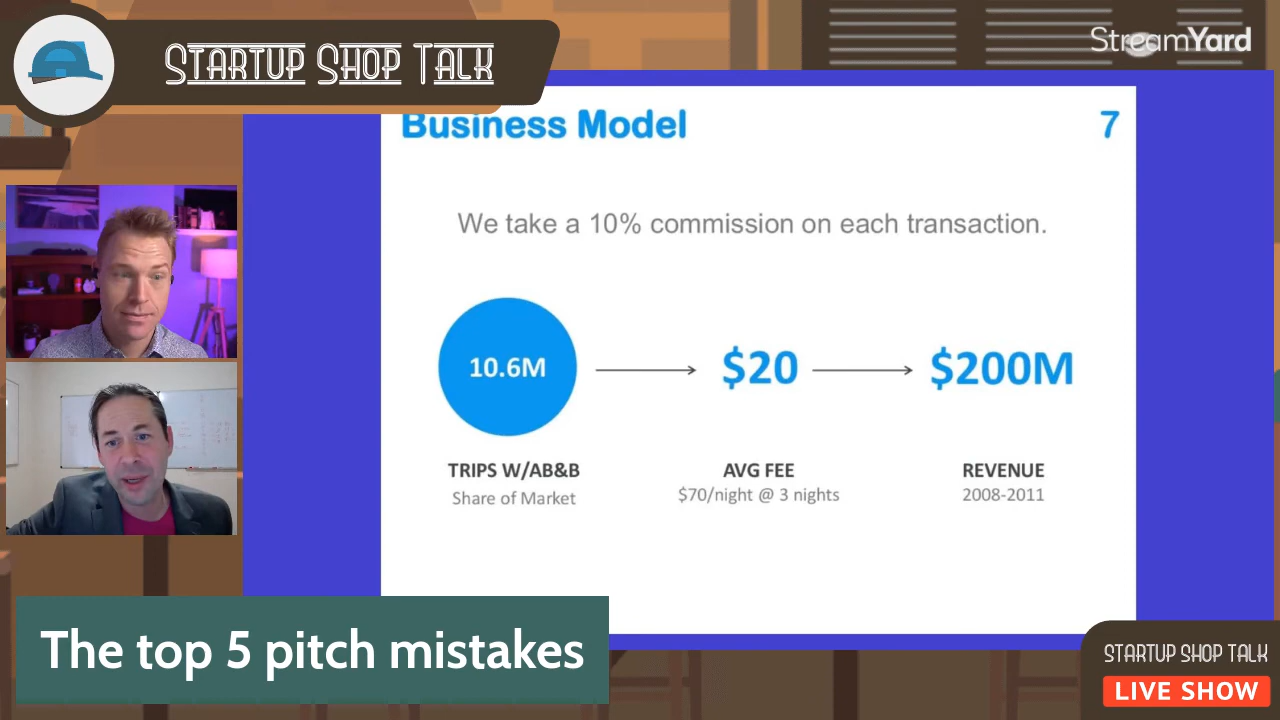 STARTUP SHOP TALK
StreamYard
Business Model
7
We take a 10% commission on each transaction.
10.6M
$20
$200M
TRIPS W/AB&B
Share of Market
AVG FEE
$70/night @ 3 nights
REVENUE
2008-2011
The top 5 pitch mistakes
STARTUP SHOP TALK
LIVE SHOW